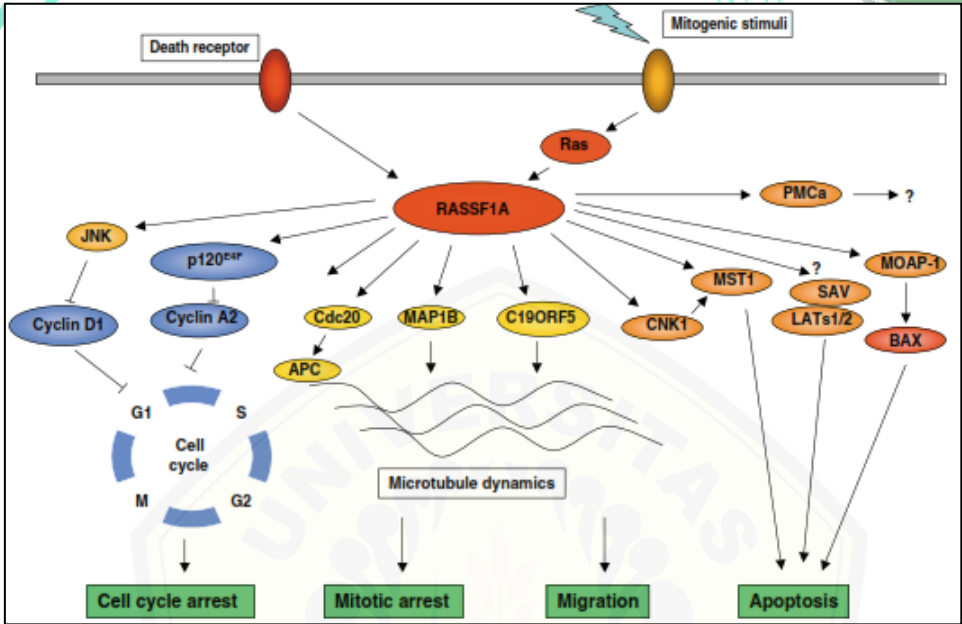 Death receptor
Mitogenic stimuli
Ras
RASSF1A
PMCa
?
JNK
p120E4F
?
MOAP-1
MST1
SAV
Cyclin D1
Cyclin A2
Cdc20
MAP1B
C19ORF5
CNK1
LATs1/2
BAX
APC
G1
S
Cell
cycle
M
G2
Microtubule dynamics
Cell cycle arrest
Mitotic arrest
Migration
Apoptosis
UNIVERSITAS